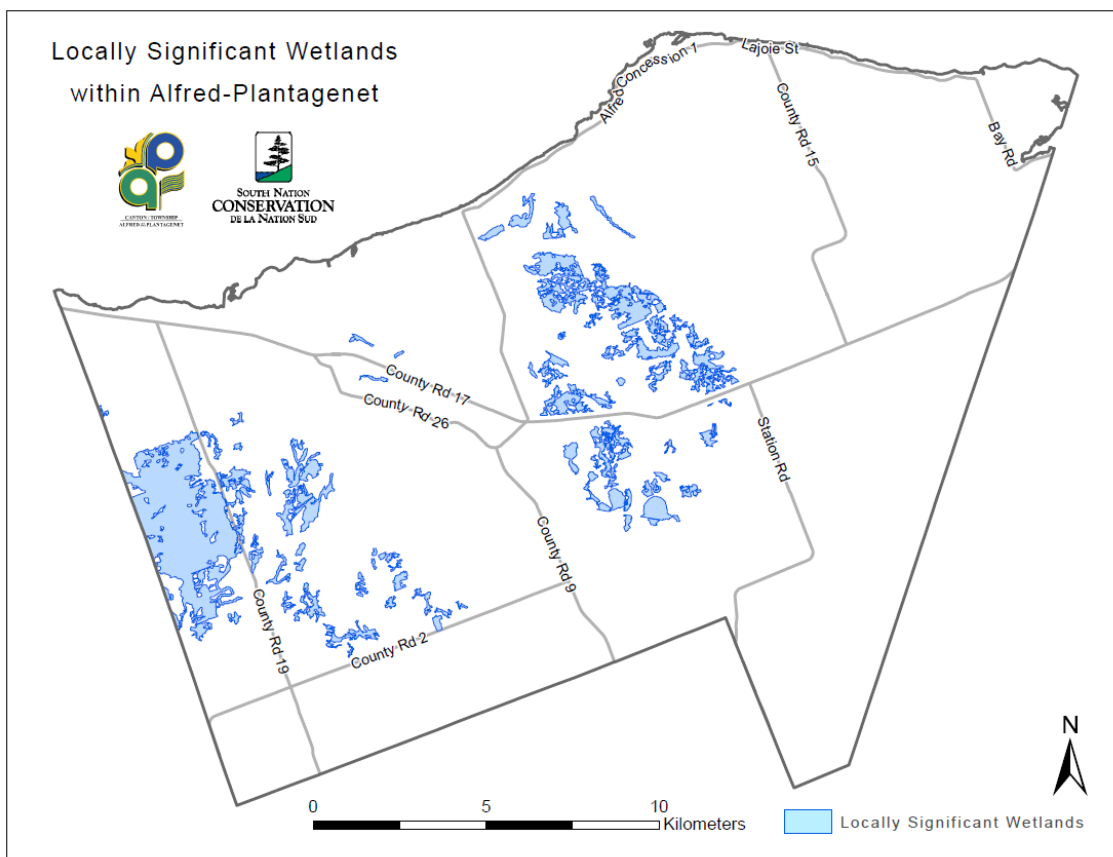 Locally Significant Wetlands
within Alfred-Plantagenet
CANTON / TOWNSHIP
SOUTH NATION
CONSERVATION
DE LA NATION SUD
Alfred Concession 1
Lajoie St
County Rd 15
Bay Rd
County Rd 17
County Rd 26
Station Rd
County Rd 9
County Rd 19
County Rd 2
N
0
5
10
Kilometers
Locally Significant Wetlands